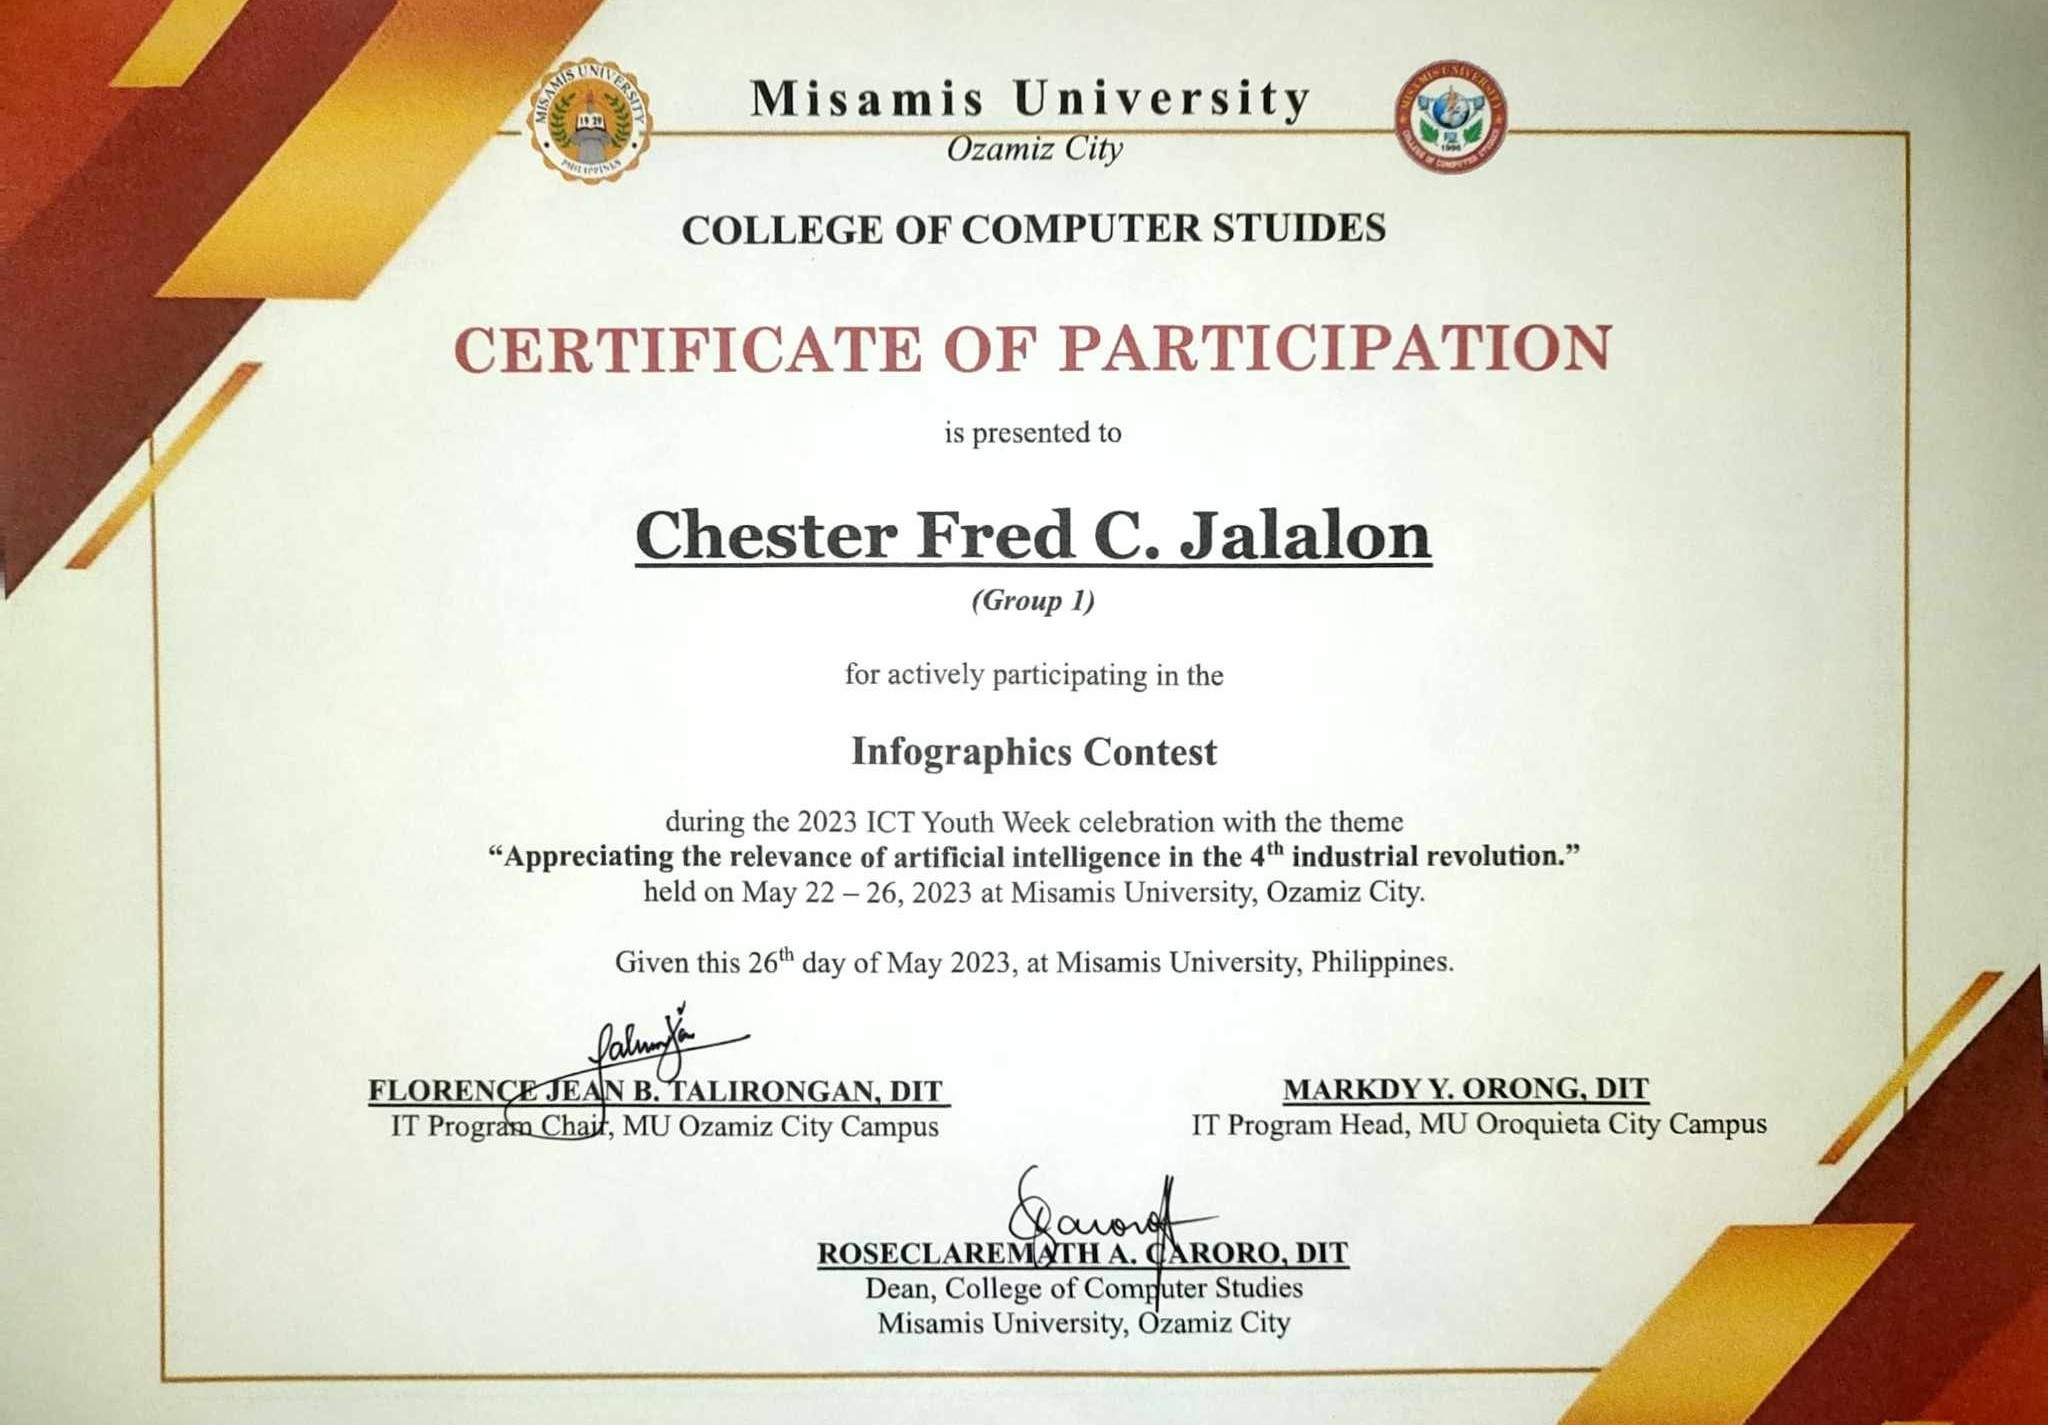 MISAMIS UNIVERSITY
1929
PHILIPPINES
Misamis University
Ozamiz City
MISAMIS UNIVERSITY
COLLEGE OF COMPUTER STUDIES
COLLEGE OF COMPUTER STUIDES
CERTIFICATE OF PARTICIPATION
is presented to
Chester Fred C. Jalalon
(Group 1)
for actively participating in the
Infographics Contest
during the 2023 ICT Youth Week celebration with the theme
“Appreciating the relevance of artificial intelligence in the 4th industrial revolution.”
held on May 22 – 26, 2023 at Misamis University, Ozamiz City.
Given this 26th day of May 2023, at Misamis University, Philippines.
FLORENCE JEAN B. TALIRONGAN, DIT
IT Program Chair, MU Ozamiz City Campus
MARKDY Y. ORONG, DIT
IT Program Head, MU Oroquieta City Campus
ROSECLAREMATH A. CARORO, DIT
Dean, College of Computer Studies
Misamis University, Ozamiz City